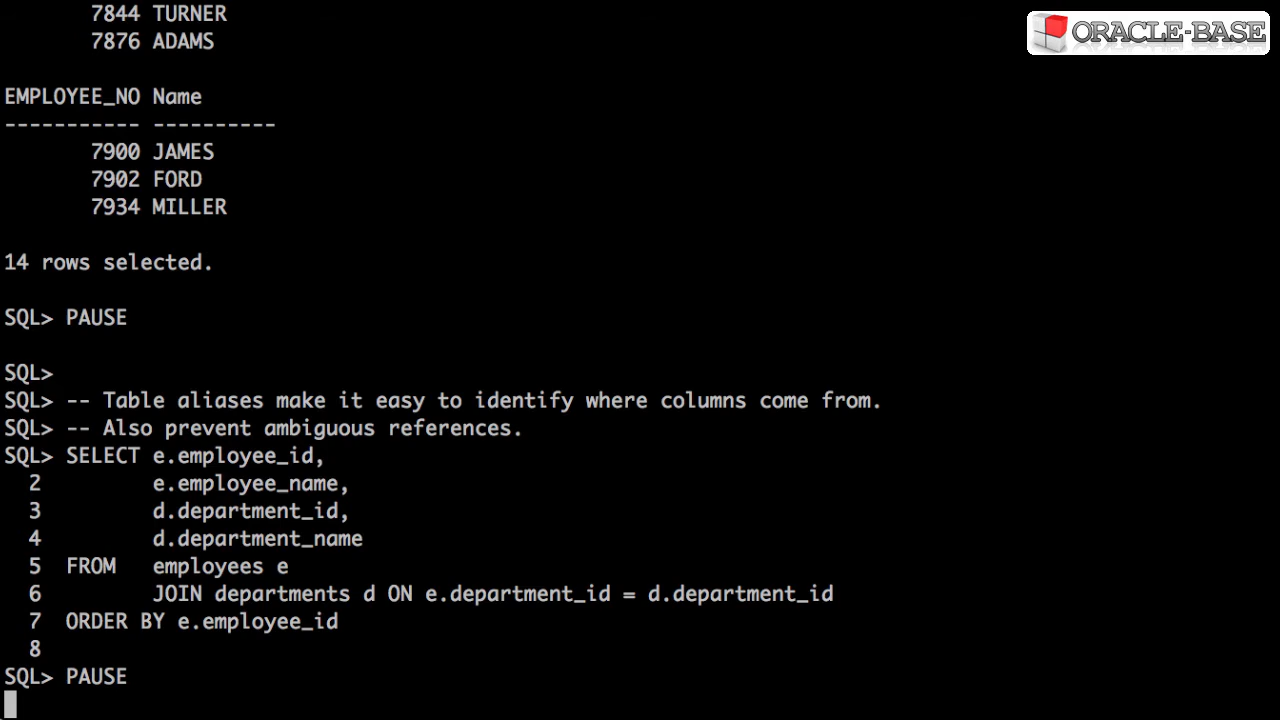 7844 TURNER
7876 ADAMS
ORACLE-BASE
EMPLOYEE_NO Name
----------- ----------
7900 JAMES
7902 FORD
7934 MILLER
14 rows selected.
SQL> PAUSE
SQL>
SQL> -- Table aliases make it easy to identify where columns come from.
SQL> -- Also prevent ambiguous references.
SQL> SELECT e.employee_id,
2 e.employee_name,
3 d.department_id,
4 d.department_name
5 FROM employees e
6 JOIN departments d ON e.department_id = d.department_id
7 ORDER BY e.employee_id
8
SQL> PAUSE